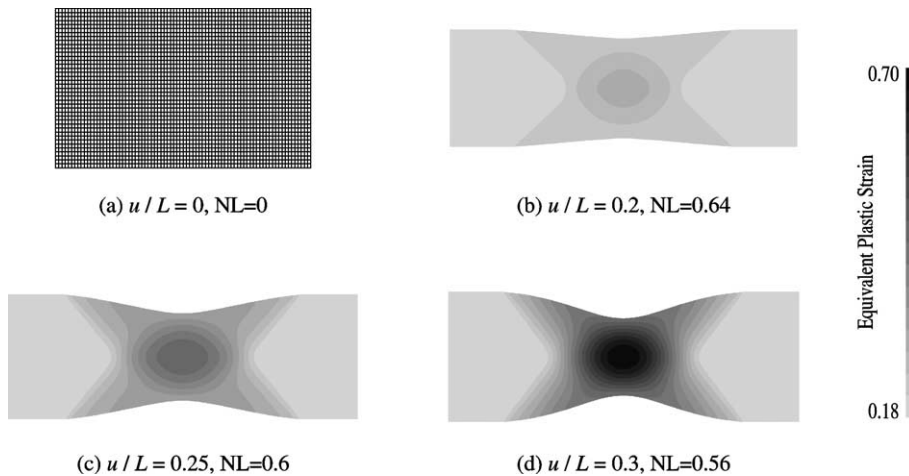 (a) u / L = 0, NL=0
(b) u / L = 0.2, NL=0.64
(c) u / L = 0.25, NL=0.6
(d) u / L = 0.3, NL=0.56
0.70
Equivalent Plastic Strain
0.18